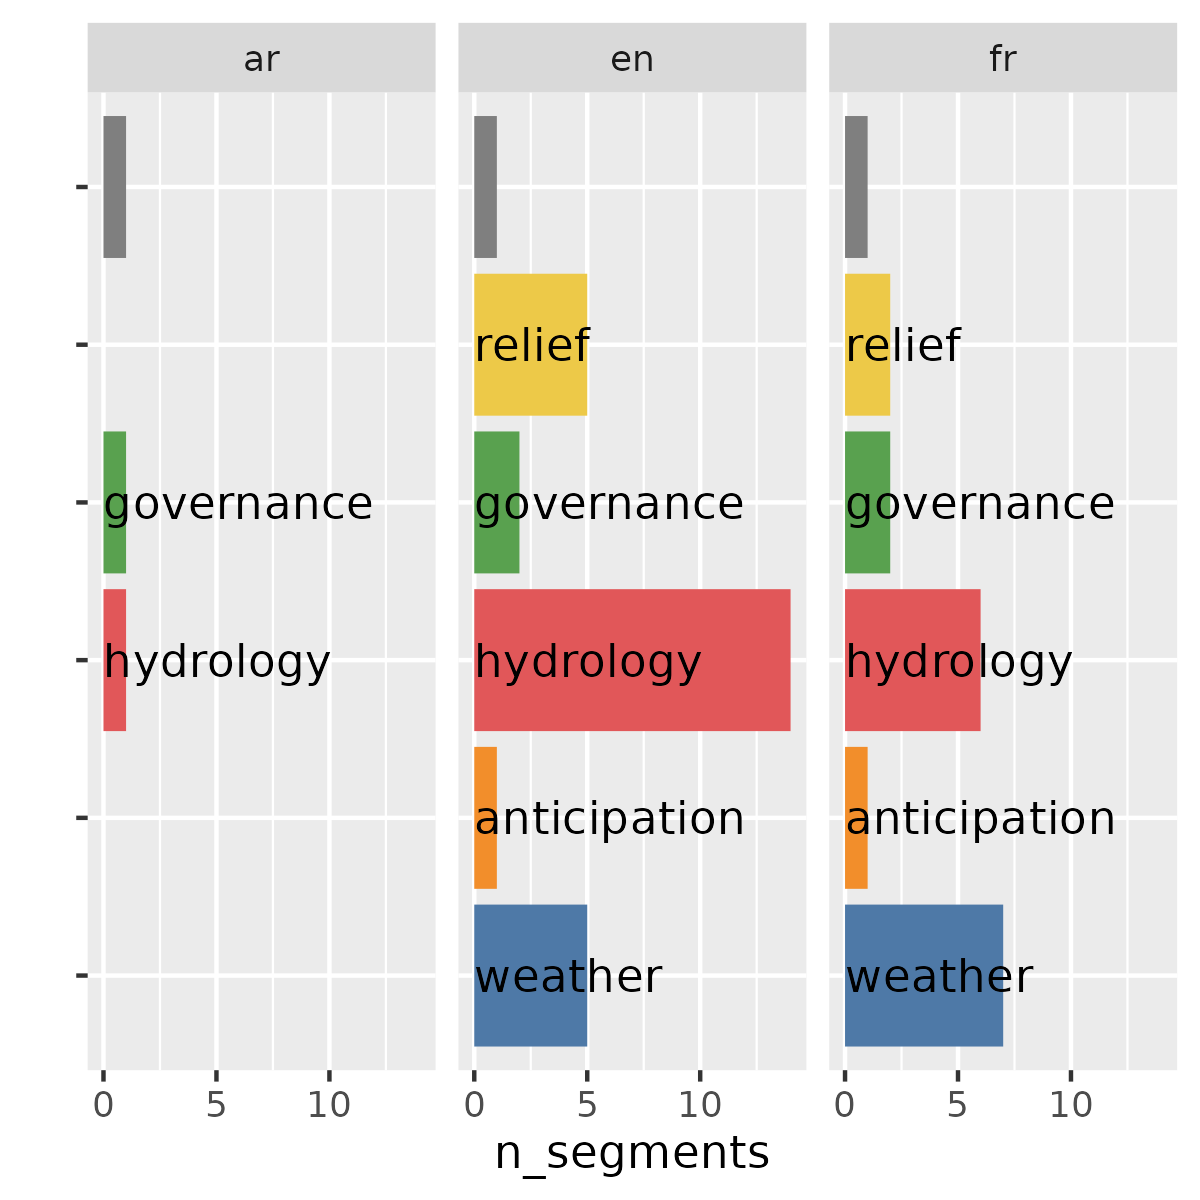 ar
en
fr
relief
relief
governance
governance
governance
hydrology
hydrology
hydrology
anticipation
anticipation
weather
weather
0 5 10
0 5 10
0 5 10
n_segments